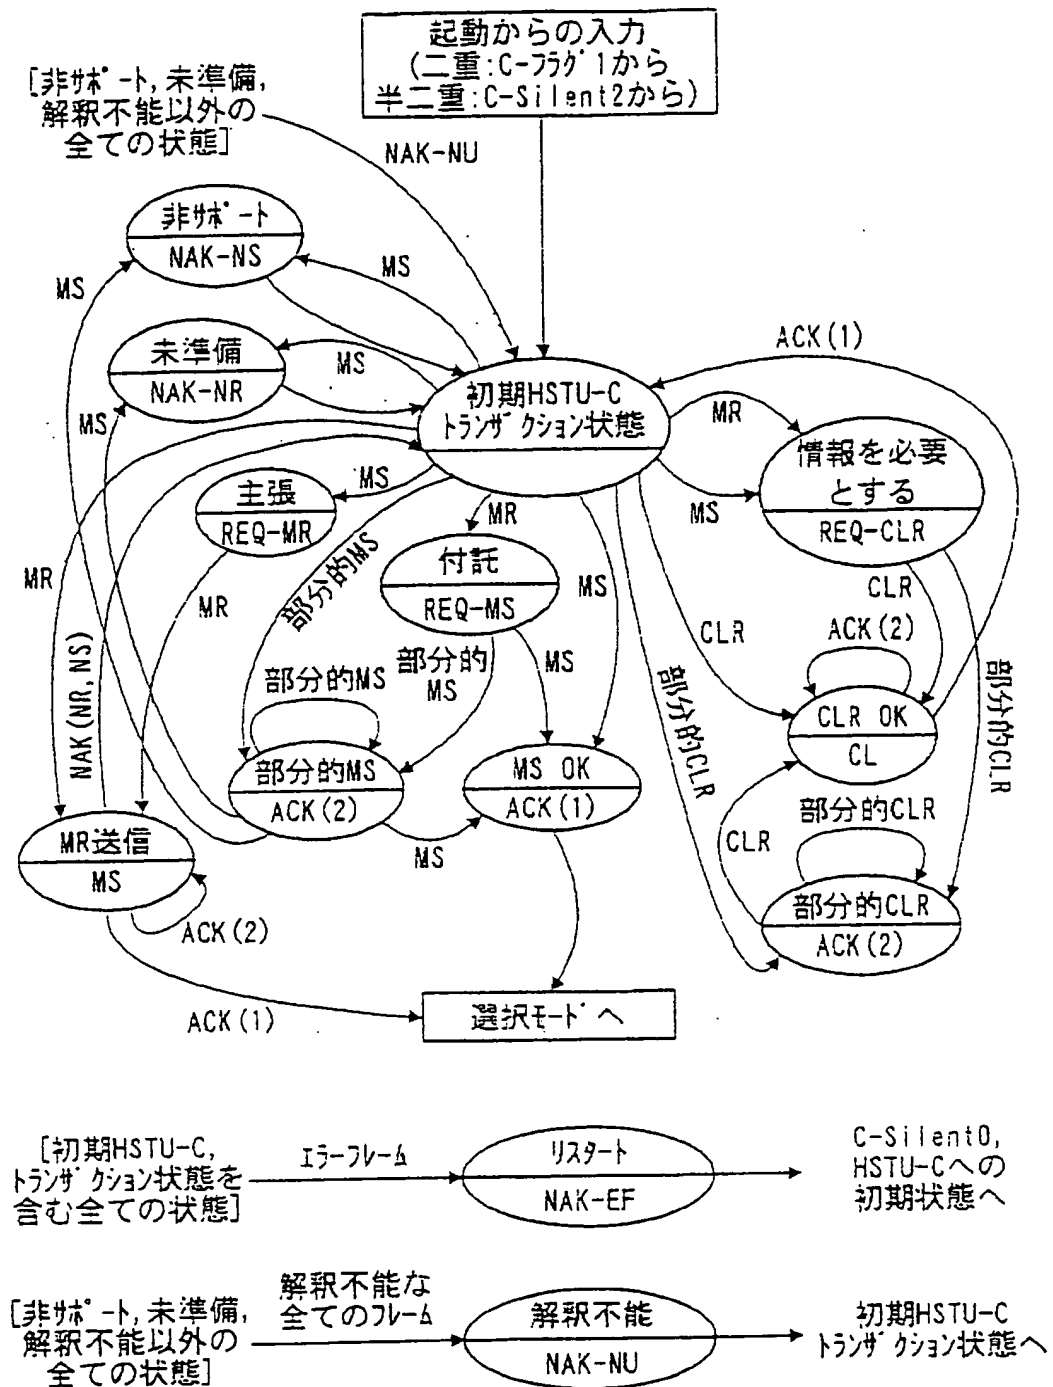 起動からの入力
(二重:C-フラグ1から
半二重:C-Silent2から)
[非サポート,未準備,
解釈不能以外の
全ての状態]
NAK-NU
非サポート
NAK-NS
MS
MS
未準備
NAK-NR
MS
MS
初期HSTU-C
トランザクション状態
ACK(1)
MR
情報を必要
とする
REQ-CLR
MS
主張
REQ-MR
MS
MR
付託
REQ-MS
MR
MR
部分的MS
MS
CLR
CLR
ACK(2)
NAK(NR,NS)
部分的MS
部分的
MS
MS
部分的CLR
部分的CLR
CLR OK
CL
部分的MS
ACK(2)
MS OK
ACK(1)
MS
部分的CLR
CLR
MR送信
MS
ACK(2)
部分的CLR
ACK(2)
ACK(1)
選択モードへ
[初期HSTU-C,
トランザクション状態を
含む全ての状態]
エラーフレーム
リスタート
NAK-EF
C-Silent0,
HSTU-Cへの
初期状態へ
[非サポート,未準備,
解釈不能以外の
全ての状態]
解釈不能な
全てのフレーム
解釈不能
NAK-NU
初期HSTU-C
トランザクション状態へ